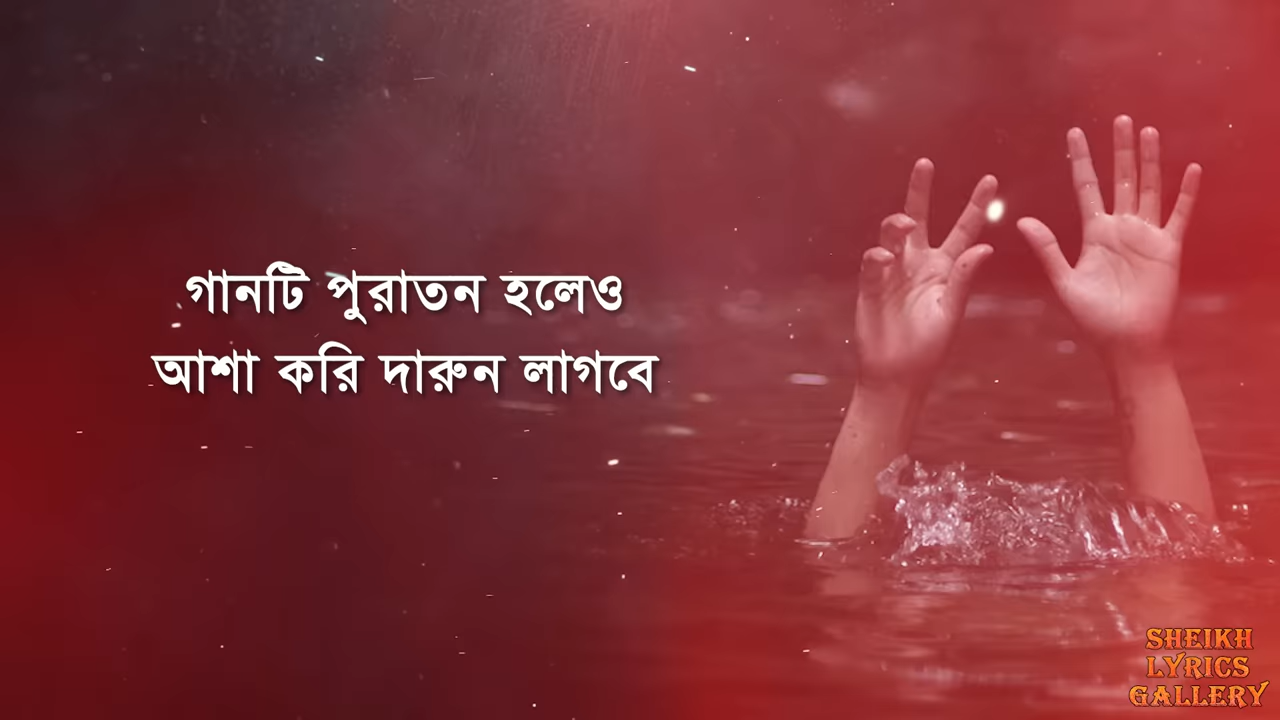 গানটি পুরাতন হলেও
আশা করি দারুন লাগবে
SHEIKH
LYRICS
GALLERY